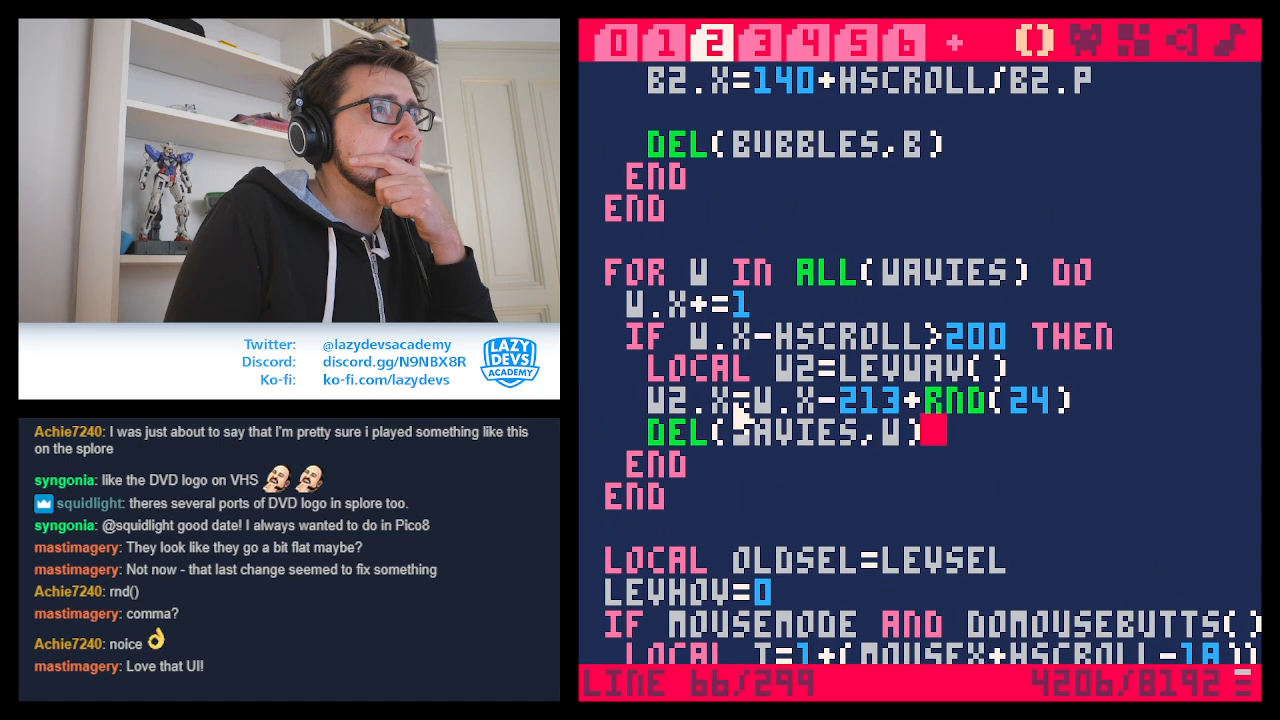 Twitter: @lazydevsacademy
Discord: discord.gg/N9NBX8R
Ko-fi: ko-fi.com/lazydevs
LAZY
DEVS
ACADEMY
Achie7240: I was just about to say that I'm pretty sure i played something like this
on the splore
syngonia: like the DVD logo on VHS
squidlight: theres several ports of DVD logo in splore too.
syngonia: @squidlight good date! I always wanted to do in Pico8
mastimagery: They look like they go a bit flat maybe?
mastimagery: Not now - that last change seemed to fix something
Achie7240: rnd()
mastimagery: comma?
Achie7240: noice
mastimagery: Love that UI!
0 1 2 3 4 5 6 + ()
B2.X=140+HSCROLL/B2.P
DEL(BUBBLES,B)
END
END
FOR W IN ALL(WAVIES) DO
W.X+=1
IF W.X-HSCROLL>200 THEN
LOCAL W2=LEVWAV()
W2.X=W.X-213+RND(24)
DEL(WAVIES,W)
END
END
LOCAL OLDSEL=LEVSEL
LEVHOV=0
IF MOUSEMODE AND DOMOUSEBUTTS()
LOCAL T=1+(MOUSEX+HSCROLL-18))
LINE 66/299
4206/8192